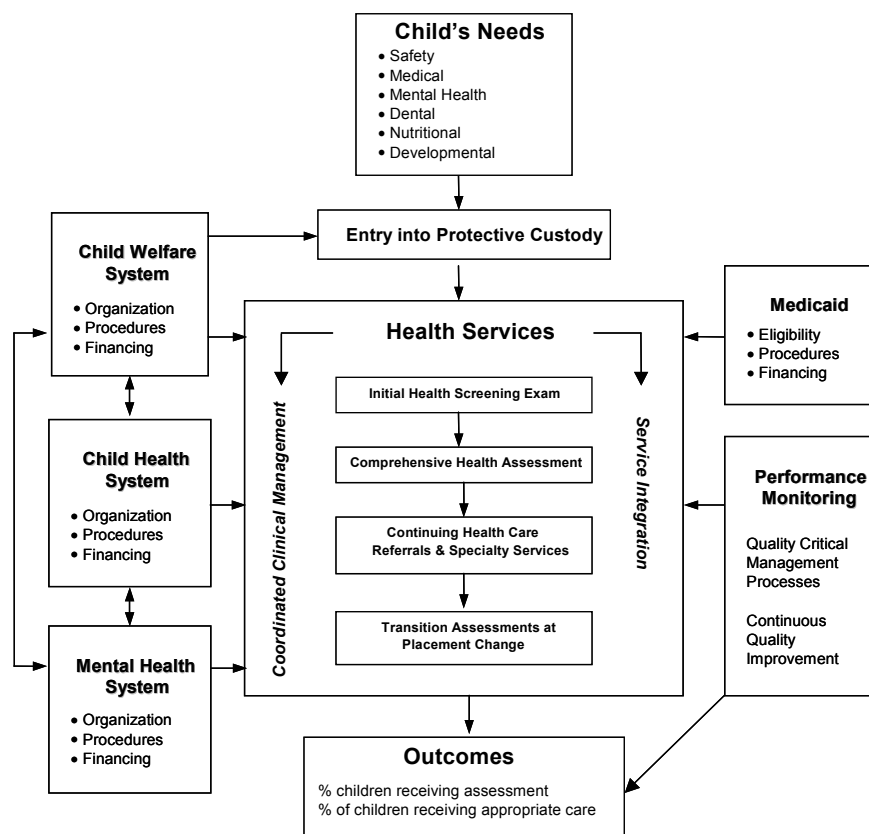 Child's Needs
• Safety
• Medical
• Mental Health
• Dental
• Nutritional
• Developmental
Entry into Protective Custody
Child Welfare
System
• Organization
• Procedures
• Financing
Child Health
System
• Organization
• Procedures
• Financing
Mental Health
System
• Organization
• Procedures
• Financing
Health Services
Coordinated Clinical Management
Initial Health Screening Exam
Comprehensive Health Assessment
Continuing Health Care
Referrals & Specialty Services
Transition Assessments at
Placement Change
Service Integration
Medicaid
• Eligibility
• Procedures
• Financing
Performance
Monitoring
Quality Critical
Management
Processes
Continuous
Quality
Improvement
Outcomes
% children receiving assessment
% of children receiving appropriate care